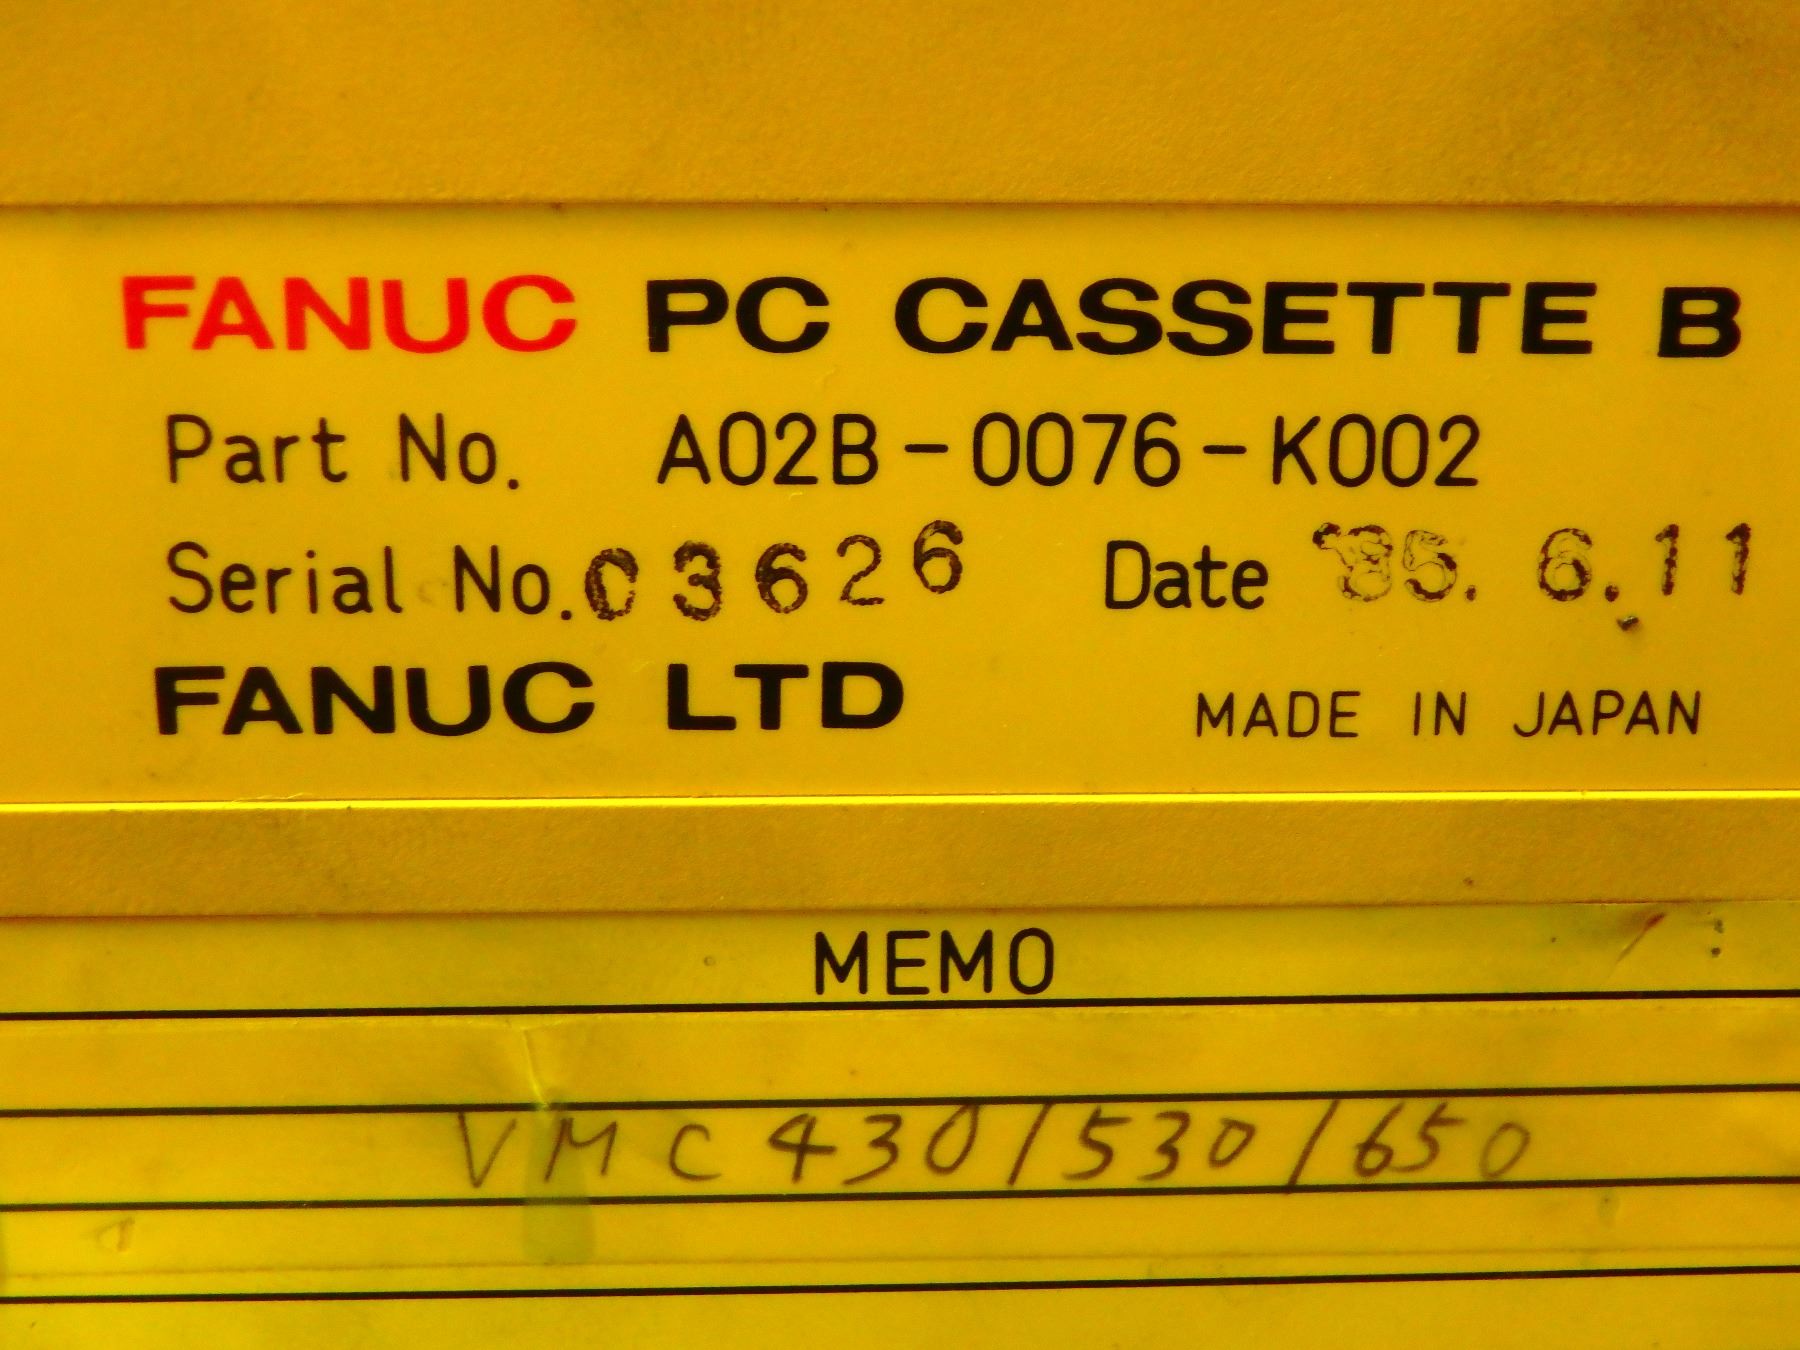 FANUC PC CASSETTE B
Part No. A02B-0076-K002
Serial No. 03626 Date '85. 6. 11
FANUC LTD MADE IN JAPAN
MEMO
VMC 430/530/650